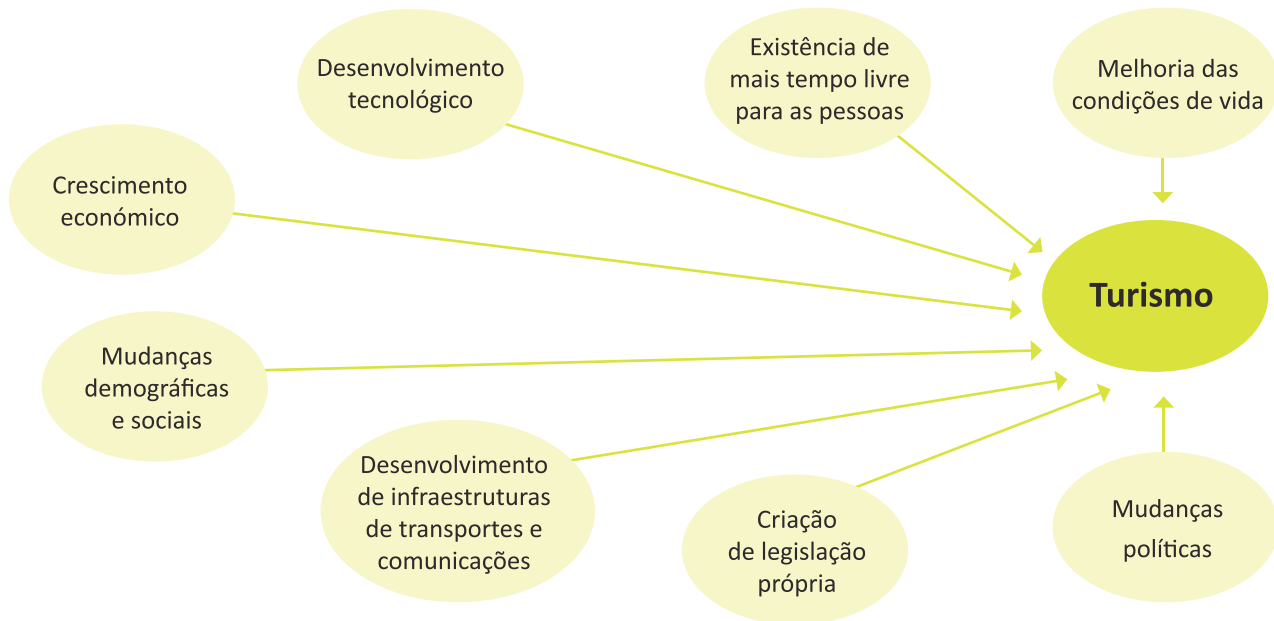 Desenvolvimento
tecnológico
Existência de
mais tempo livre
para as pessoas
Melhoria das
condições de vida
Crescimento
económico
Turismo
Mudanças
demográficas
e sociais
Desenvolvimento
de infraestruturas
de transportes e
comunicações
Criação
de legislação
própria
Mudanças
políticas